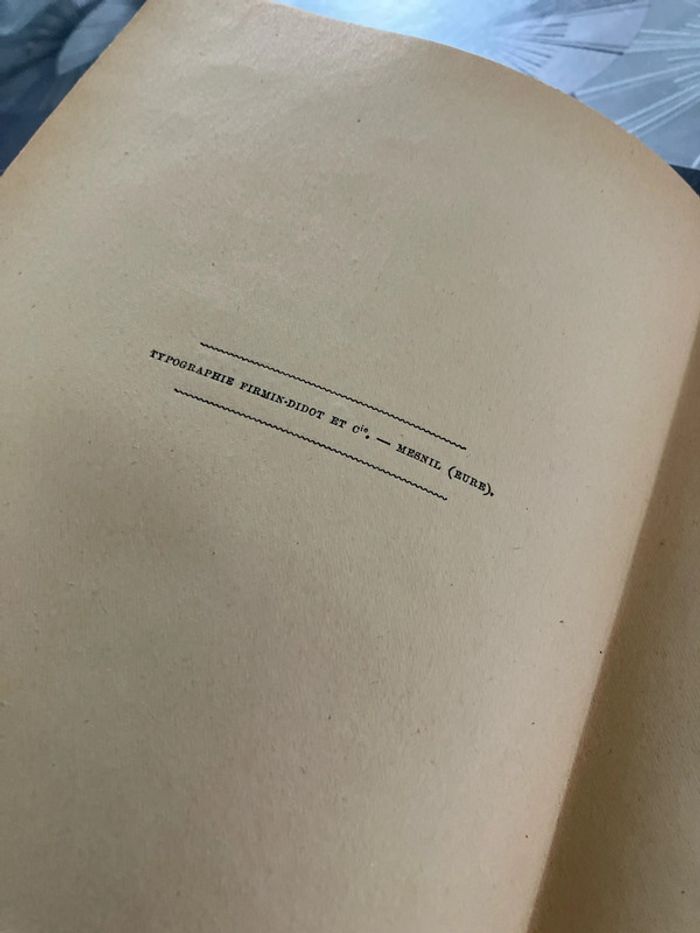 TYPOGRAPHIE FIRMIN-DIDOT ET Cie. — MESNIL (EURE).